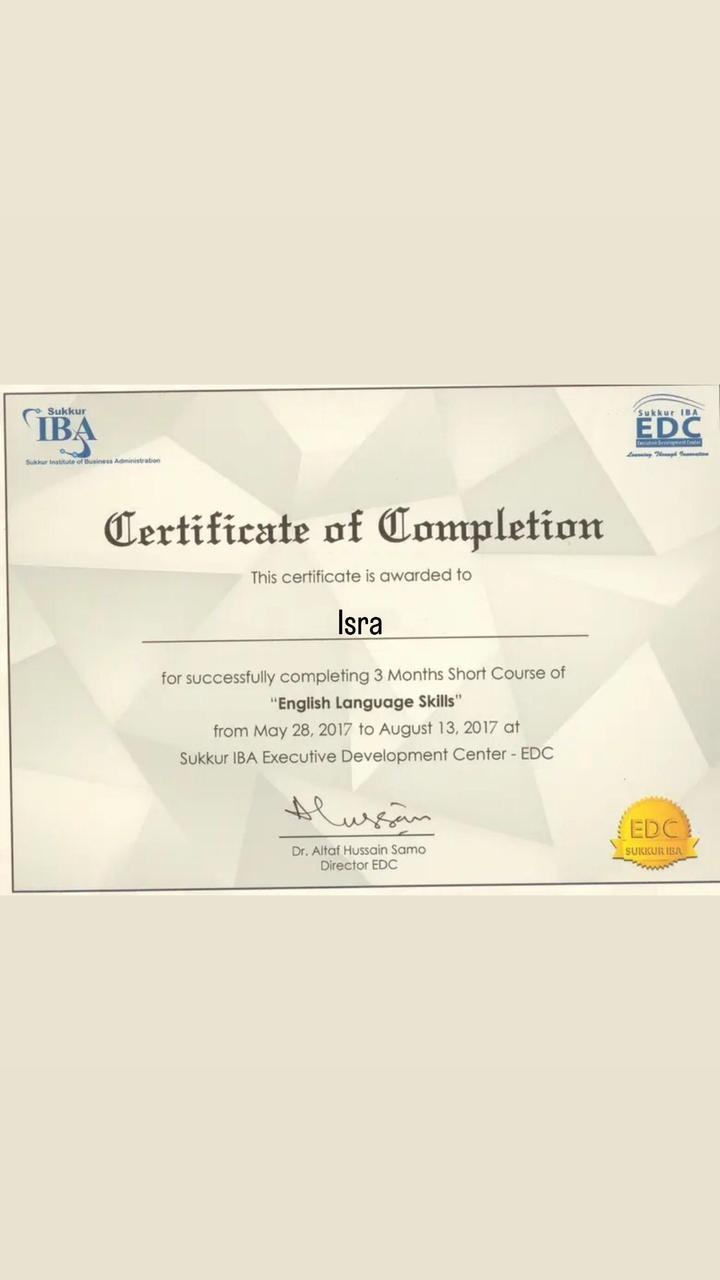 Sukkur
IBA
Sukkur Institute of Business Administration
Sukkur IBA
EDC
Executive Development Center
Learning Through Innovation
Certificate of Completion
This certificate is awarded to
Isra
for successfully completing 3 Months Short Course of
“English Language Skills”
from May 28, 2017 to August 13, 2017 at
Sukkur IBA Executive Development Center - EDC
AHussain
Dr. Altaf Hussain Samo
Director EDC
EDC
SUKKUR IBA